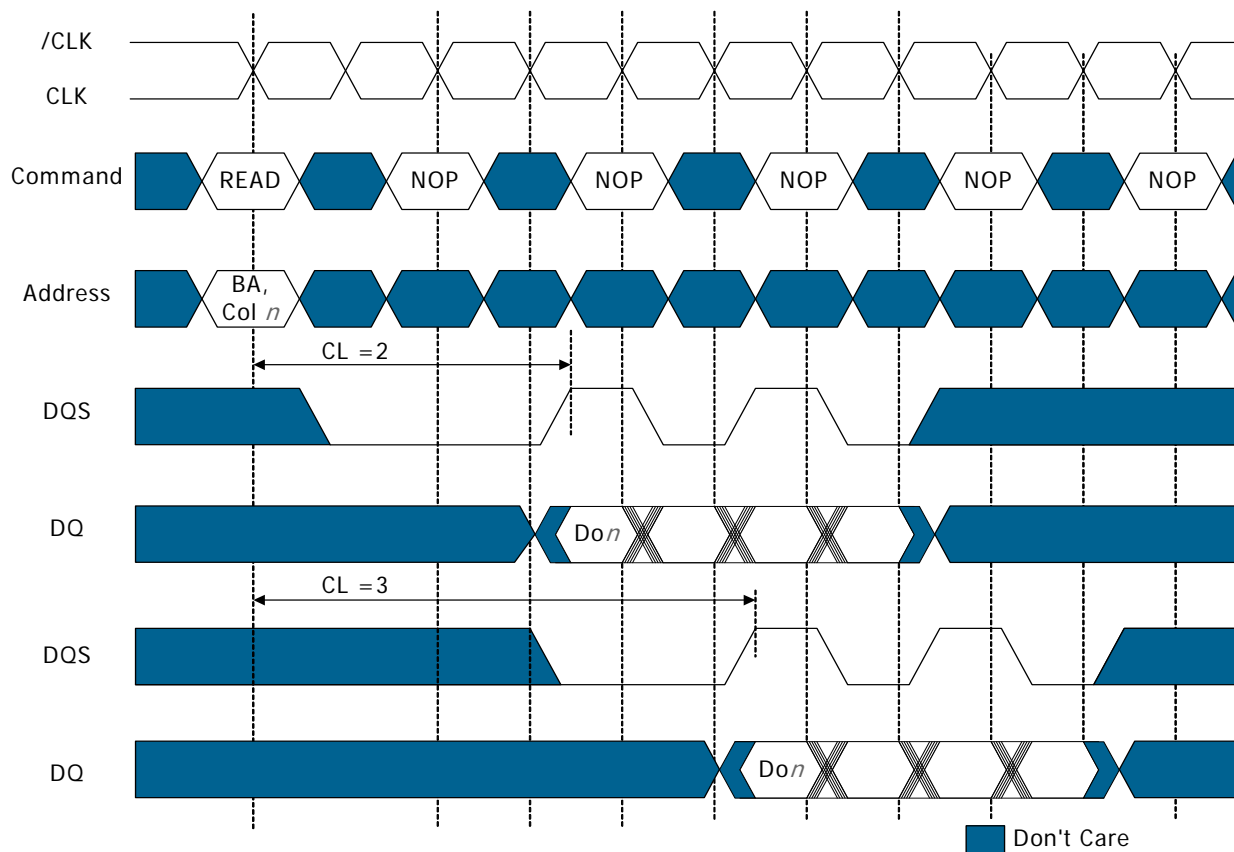 /CLK
CLK
Command READ NOP NOP NOP NOP NOP
Address BA,
Col n
CL =2
DQS
DQ Don
CL =3
DQS
DQ Don
Don't Care